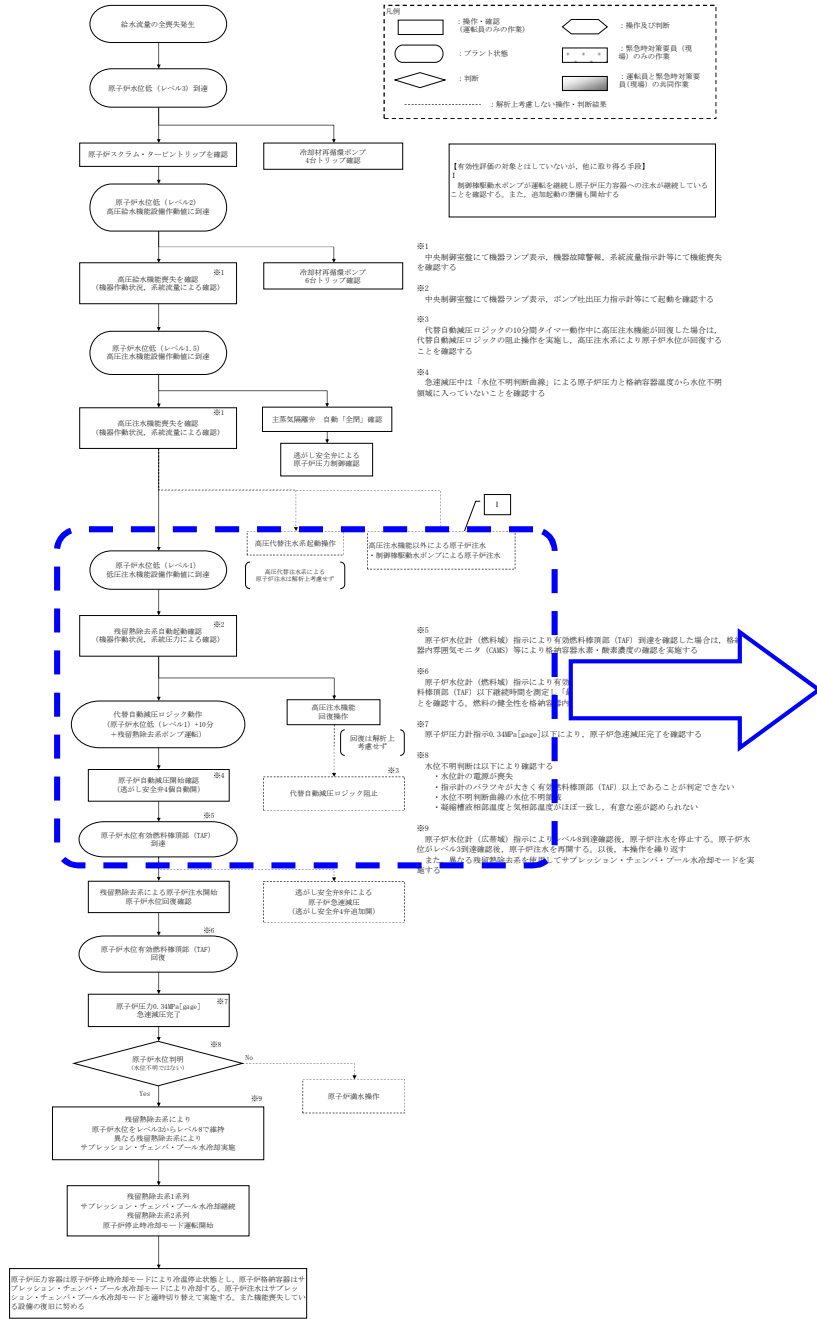 給水流量の全喪失発生
原子炉水位低（レベル3）到達
原子炉スクラム・タービントリップを確認
冷却材再循環ポンプ
4台トリップ確認
原子炉水位低（レベル2）
高圧給水機能設備作動値に到達
※1
高圧給水機能喪失を確認
（機器作動状況，系統流量による確認）
冷却材再循環ポンプ
6台トリップ確認
原子炉水位低（レベル1.5）
高圧注水機能設備作動値に到達
※1
高圧注水機能喪失を確認
（機器作動状況，系統流量による確認）
主蒸気隔離弁　自動「全閉」確認
逃がし安全弁による
原子炉圧力制御確認
凡例
：操作・確認
（運転員のみの作業）
：操作及び判断
：プラント状態
：緊急時対策要員（現
場）のみの作業
：判断
：運転員と緊急時対策要
員（現場）の共同作業
：解析上考慮しない操作・判断結果
【有効性評価の対象とはしていないが，他に取り得る手段】
I
制御棒駆動水ポンプが運転を継続し原子炉圧力容器への注水が継続している
ことを確認する。また，追加起動の準備も開始する
※1
中央制御室盤にて機器ランプ表示，機器故障警報，系統流量指示計等にて機能喪失
を確認する
※2
中央制御室盤にて機器ランプ表示，ポンプ吐出圧力指示計等にて起動を確認する
※3
代替自動減圧ロジックの10分間タイマー動作中に高圧注水機能が回復した場合は，
代替自動減圧ロジックの阻止操作を実施し，高圧注水系により原子炉水位が回復する
ことを確認する
※4
急速減圧中は「水位不明判断曲線」による原子炉圧力と格納容器温度から水位不明
領域に入っていないことを確認する
I
高圧代替注水系起動操作
高圧注水機能以外による原子炉注水
・制御棒駆動水ポンプによる原子炉注水
高圧代替注水系による
原子炉注水は解析上考慮せず
原子炉水位低（レベル1）
低圧注水機能設備作動値に到達
※2
残留熱除去系自動起動確認
（機器作動状況，系統圧力による確認）
代替自動減圧ロジック動作
（原子炉水位低（レベル1）+10分
+残留熱除去系ポンプ運転）
高圧注水機能
回復操作
回復は解析上
考慮せず
※3
代替自動減圧ロジック阻止
※4
原子炉自動減圧開始確認
（逃がし安全弁4個自動開）
※5
原子炉水位有効燃料棒頂部（TAF）
到達
残留熱除去系による原子炉注水開始
原子炉水位回復確認
逃がし安全弁8弁による
原子炉急速減圧
（逃がし安全弁4弁追加開）
※6
原子炉水位有効燃料棒頂部（TAF）
回復
※7
原子炉圧力0.34MPa[gage]
急速減圧完了
※8
原子炉水位判明
（水位不明ではない）
No
Yes
原子炉満水操作
※9
残留熱除去系により
原子炉水位をレベル3からレベル8で維持
異なる残留熱除去系により
サプレッション・チェンバ・プール水冷却実施
残留熱除去系1系列
サプレッション・チェンバ・プール水冷却継続
残留熱除去系2系列
原子炉停止時冷却モード運転開始
原子炉圧力容器は原子炉停止時冷却モードにより冷温停止状態とし，原子炉格納容器はサ
プレッション・チェンバ・プール水冷却モードにより冷却する。原子炉注水はサプレッ
ション・チェンバ・プール水冷却モードと適時切り替えて実施する。また機能喪失してい
る設備の復旧に努める
※5
原子炉水位計（燃料域）指示により有効燃料棒頂部（TAF）到達を確認した場合は，格
器内雰囲気モニタ（CAMS）等により格納容器水素・酸素濃度の確認を実施する
※6
原子炉水位計（燃料域）指示により有効
料棒頂部（TAF）以下継続時間を測定し「
とを確認する。燃料の健全性を格納容器内
※7
原子炉圧力計指示0.34MPa[gage]以下により，原子炉急速減圧完了を確認する
※8
水位不明判断は以下により確認する
・水位計の電源が喪失
・指示計のバラツキが大きく有効燃料棒頂部（TAF）以上であることが判定できない
・水位不明判断曲線の水位不明領域
・凝縮槽液相部温度と気相部温度がほぼ一致し，有意な差が認められない
※9
原子炉水位計（広帯域）指示によりレベル8到達確認後，原子炉注水を停止する。原子炉水
位がレベル3到達確認後，原子炉注水を再開する。以後，本操作を繰り返す
また，異なる残留熱除去系を使用してサプレッション・チェンバ・プール水冷却モードを実
施する